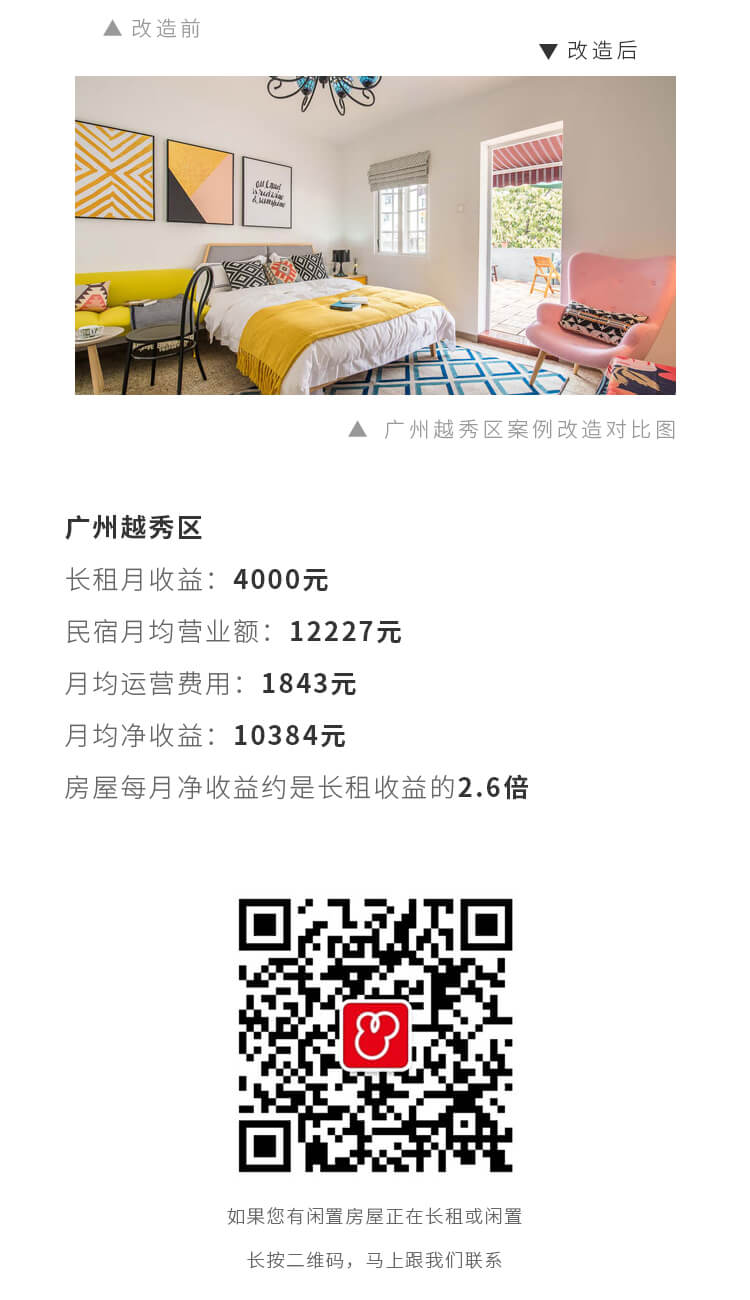 ▲ 改造前
▼ 改造后
▲ 广州越秀区案例改造对比图
广州越秀区
长租月收益：4000元
民宿月均营业额：12227元
月均运营费用：1843元
月均净收益：10384元
房屋每月净收益约是长租收益的2.6倍
如果您有闲置房屋正在长租或闲置
长按二维码，马上跟我们联系